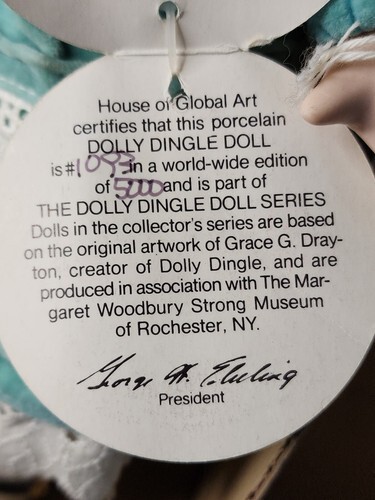 House of Global Art
certifies that this porcelain
DOLLY DINGLE DOLL
is #1093 in a world-wide edition
of 5000 and is part of
THE DOLLY DINGLE DOLL SERIES
Dolls in the collector's series are based
on the original artwork of Grace G. Dray-
ton, creator of Dolly Dingle, and are
produced in association with The Mar-
garet Woodbury Strong Museum
of Rochester, NY.
George W.
President